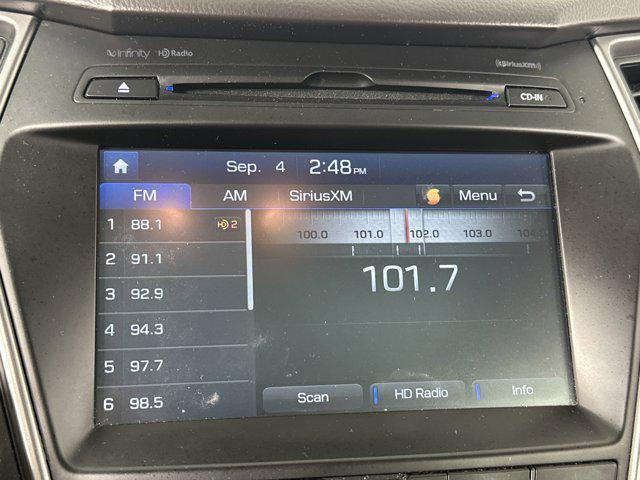 infinity HD Radio
((SiriusXM))
CD-IN
Sep. 4 2:48PM
FM AM SiriusXM Menu
1 88.1 HD 2
100.0 101.0 102.0 103.0 104.
2 91.1
101.7
3 92.9
4 94.3
5 97.7
6 98.5
Scan HD Radio Info